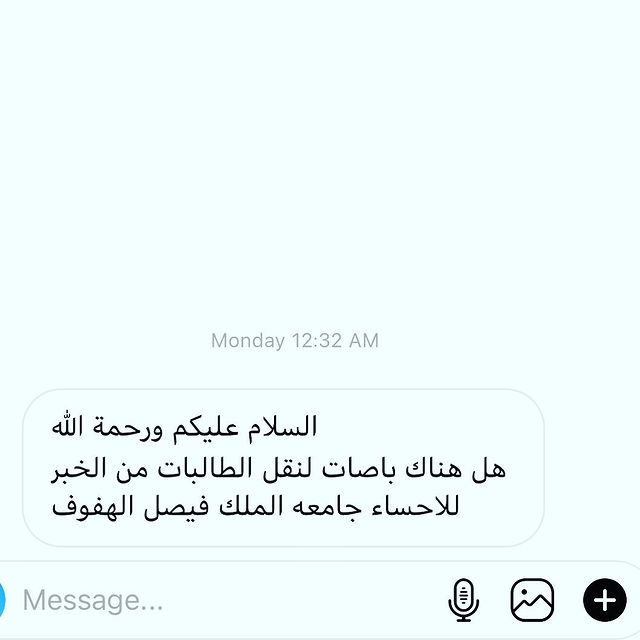 Monday 12:32 AM
السلام عليكم ورحمة الله
هل هناك باصات لنقل الطالبات من الخبر
للاحساء جامعه الملك فيصل الهفوف
Message...